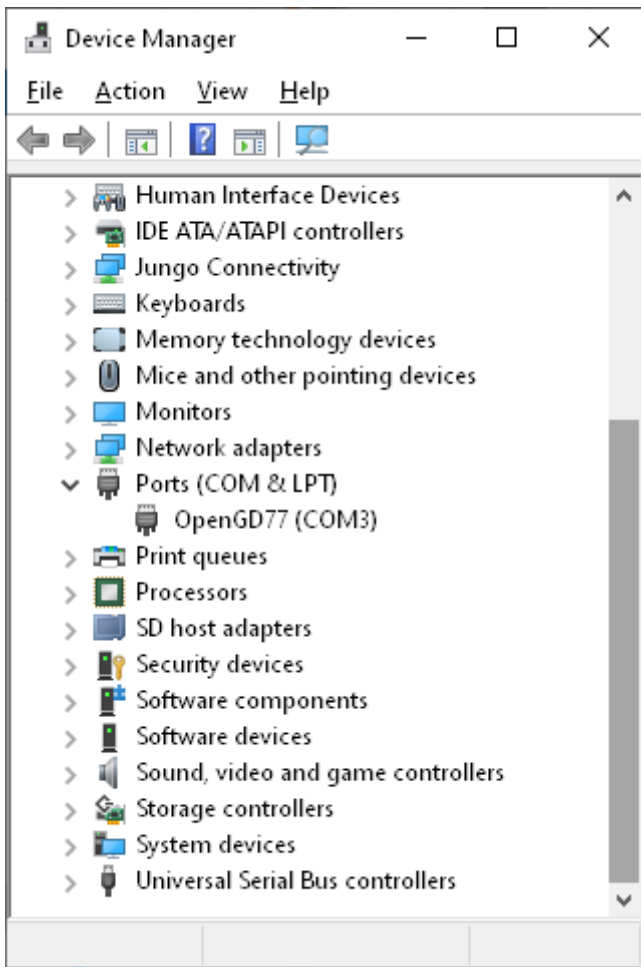 Device Manager
File Action View Help
Human Interface Devices
IDE ATA/ATAPI controllers
Jungo Connectivity
Keyboards
Memory technology devices
Mice and other pointing devices
Monitors
Network adapters
Ports (COM & LPT)
OpenGD77 (COM3)
Print queues
Processors
SD host adapters
Security devices
Software components
Software devices
Sound, video and game controllers
Storage controllers
System devices
Universal Serial Bus controllers